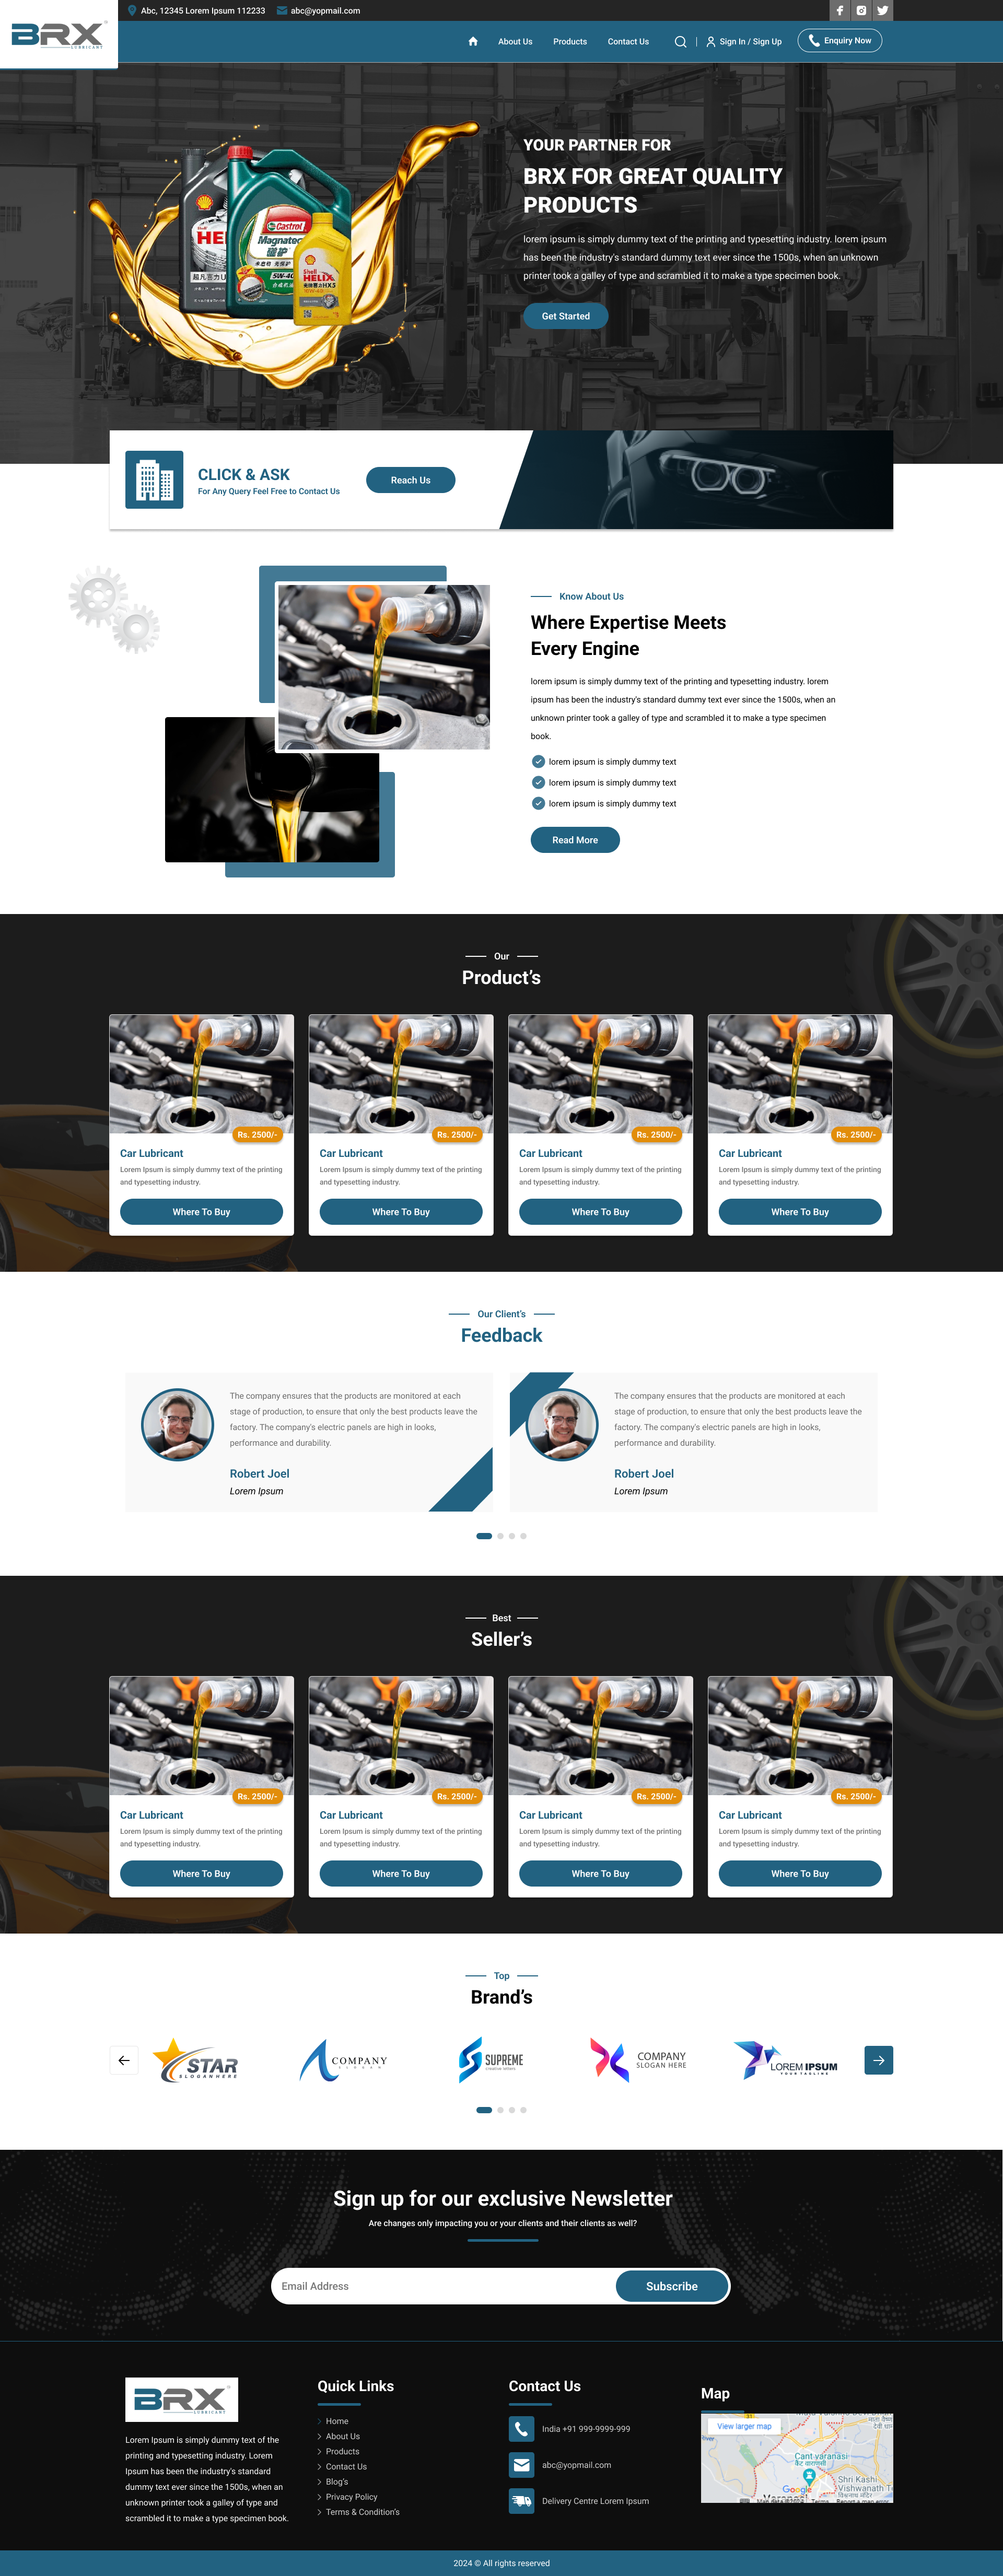 BRX
LUBRICANT
Abc, 12345 Lorem Ipsum 112233
abc@yopmail.com
About Us
Products
Contact Us
Sign In / Sign Up
Enquiry Now
Castrol
Magnatec
5W-40
Shell
HELIX
HX5
YOUR PARTNER FOR
BRX FOR GREAT QUALITY
PRODUCTS
lorem ipsum is simply dummy text of the printing and typesetting industry. lorem ipsum
has been the industry's standard dummy text ever since the 1500s, when an unknown
printer took a galley of type and scrambled it to make a type specimen book.
Get Started
CLICK & ASK
For Any Query Feel Free to Contact Us
Reach Us
Know About Us
Where Expertise Meets
Every Engine
lorem ipsum is simply dummy text of the printing and typesetting industry. lorem
ipsum has been the industry's standard dummy text ever since the 1500s, when an
unknown printer took a galley of type and scrambled it to make a type specimen
book.
lorem ipsum is simply dummy text
lorem ipsum is simply dummy text
lorem ipsum is simply dummy text
Read More
Our
Product's
Rs. 2500/-
Car Lubricant
Lorem Ipsum is simply dummy text of the printing
and typesetting industry.
Where To Buy
Rs. 2500/-
Car Lubricant
Lorem Ipsum is simply dummy text of the printing
and typesetting industry.
Where To Buy
Rs. 2500/-
Car Lubricant
Lorem Ipsum is simply dummy text of the printing
and typesetting industry.
Where To Buy
Rs. 2500/-
Car Lubricant
Lorem Ipsum is simply dummy text of the printing
and typesetting industry.
Where To Buy
Our Client's
Feedback
The company ensures that the products are monitored at each
stage of production, to ensure that only the best products leave the
factory. The company's electric panels are high in looks,
performance and durability.
Robert Joel
Lorem Ipsum
The company ensures that the products are monitored at each
stage of production, to ensure that only the best products leave the
factory. The company's electric panels are high in looks,
performance and durability.
Robert Joel
Lorem Ipsum
Best
Seller's
Rs. 2500/-
Car Lubricant
Lorem Ipsum is simply dummy text of the printing
and typesetting industry.
Where To Buy
Rs. 2500/-
Car Lubricant
Lorem Ipsum is simply dummy text of the printing
and typesetting industry.
Where To Buy
Rs. 2500/-
Car Lubricant
Lorem Ipsum is simply dummy text of the printing
and typesetting industry.
Where To Buy
Rs. 2500/-
Car Lubricant
Lorem Ipsum is simply dummy text of the printing
and typesetting industry.
Where To Buy
Top
Brand's
STAR
SLOGAN HERE
COMPANY
SLOGAN
SUPREME
COMPANY
SLOGAN HERE
LOREM IPSUM
YOUR TAGLINE
Sign up for our exclusive Newsletter
Are changes only impacting you or your clients and their clients as well?
Email Address
Subscribe
BRX
LUBRICANT
Lorem Ipsum is simply dummy text of the
printing and typesetting industry. Lorem
Ipsum has been the industry's standard
dummy text ever since the 1500s, when an
unknown printer took a galley of type and
scrambled it to make a type specimen book.
Quick Links
Home
About Us
Products
Contact Us
Blog's
Privacy Policy
Terms & Condition's
Contact Us
India +91 999-9999-999
abc@yopmail.com
Delivery Centre Lorem Ipsum
Map
View larger map
Cant varanasi
Shri Kashi
Vishwanath
Google
2024 © All rights reserved